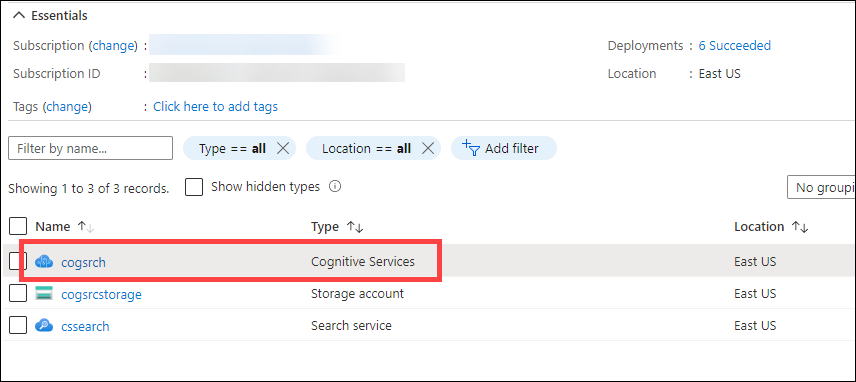 Essentials
Subscription (change) : Deployments : 6 Succeeded
Subscription ID : Location : East US
Tags (change) : Click here to add tags
Filter by name... Type == all Location == all Add filter
Showing 1 to 3 of 3 records. Show hidden types No groupi
Name Type Location
cogsrch Cognitive Services East US
cogsrcstorage Storage account East US
cssearch Search service East US